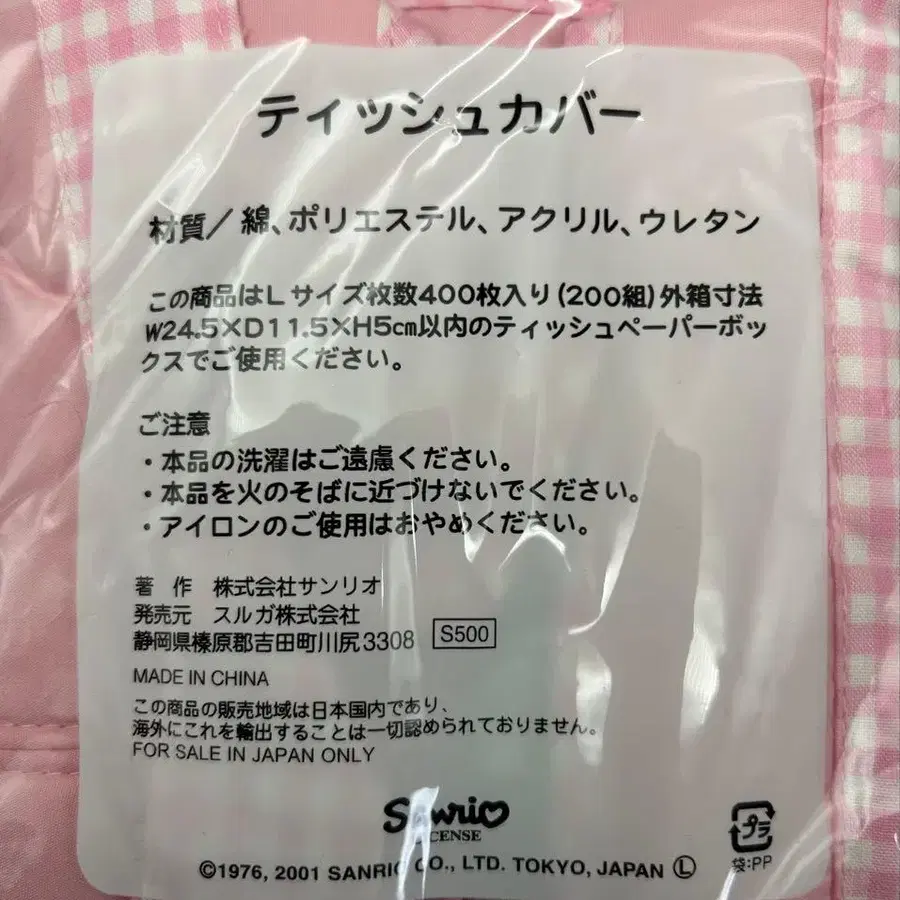 ティッシュカバー
材質/綿、ポリエステル、アクリル、ウレタン
この商品はLサイズ枚数400枚入り(200組)外箱寸法
W24.5×D11.5×H5cm以内のティッシュペーパーボッ
クスでご使用ください。
ご注意
・本品の洗濯はご遠慮ください。
・本品を火のそばに近づけないでください。
・アイロンのご使用はおやめください。
著 作 株式会社サンリオ
発売元 スルガ株式会社
静岡県榛原郡吉田町川尻3308 S500
MADE IN CHINA
この商品の販売地域は日本国内であり、
海外にこれを輸出することは一切認められておりません。
FOR SALE IN JAPAN ONLY
Sanrio
LICENSE
©1976, 2001 SANRIO CO., LTD. TOKYO, JAPAN Ⓛ
プラ
袋:PP